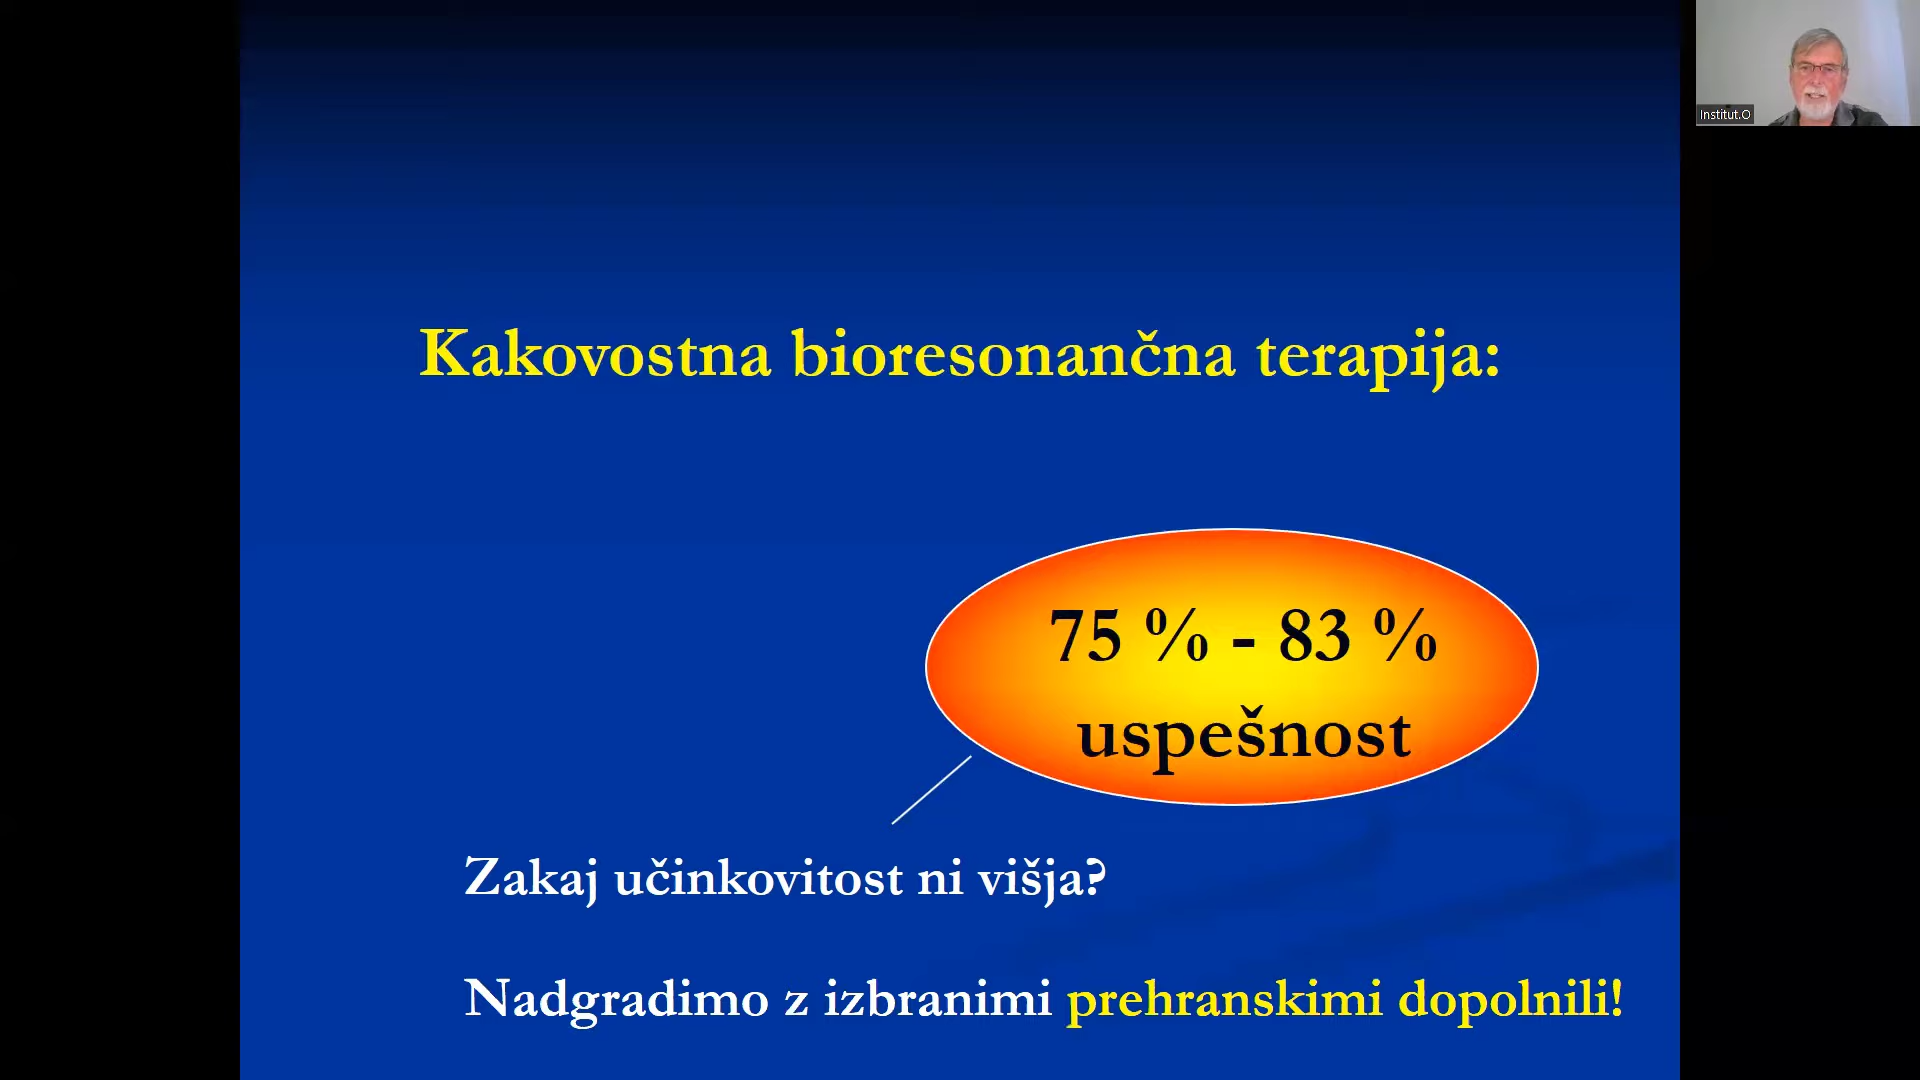 Institut.O
Kakovostna bioresonančna terapija:
75 % - 83 %
uspešnost
Zakaj učinkovitost ni višja?
Nadgradimo z izbranimi prehranskimi dopolnili!